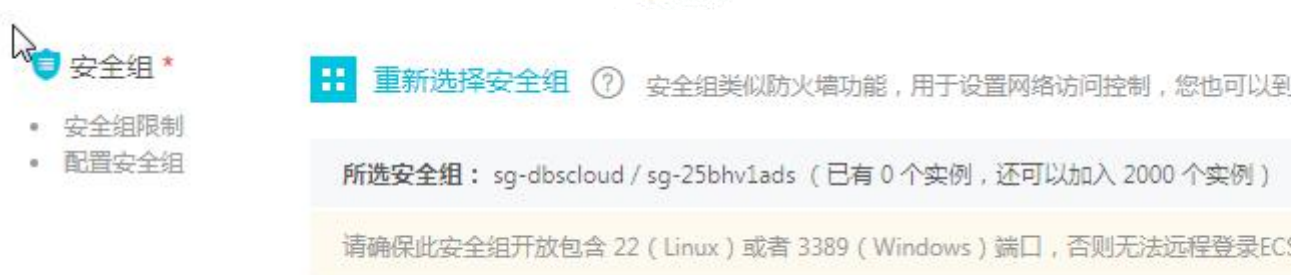 安全组 *
重新选择安全组 ? 安全组类似防火墙功能，用于设置网络访问控制，您也可以到
• 安全组限制
• 配置安全组
所选安全组： sg-dbscloud / sg-25bhv1ads （已有 0 个实例，还可以加入 2000 个实例）
请确保此安全组开放包含 22（Linux）或者 3389（Windows）端口，否则无法远程登录ECS